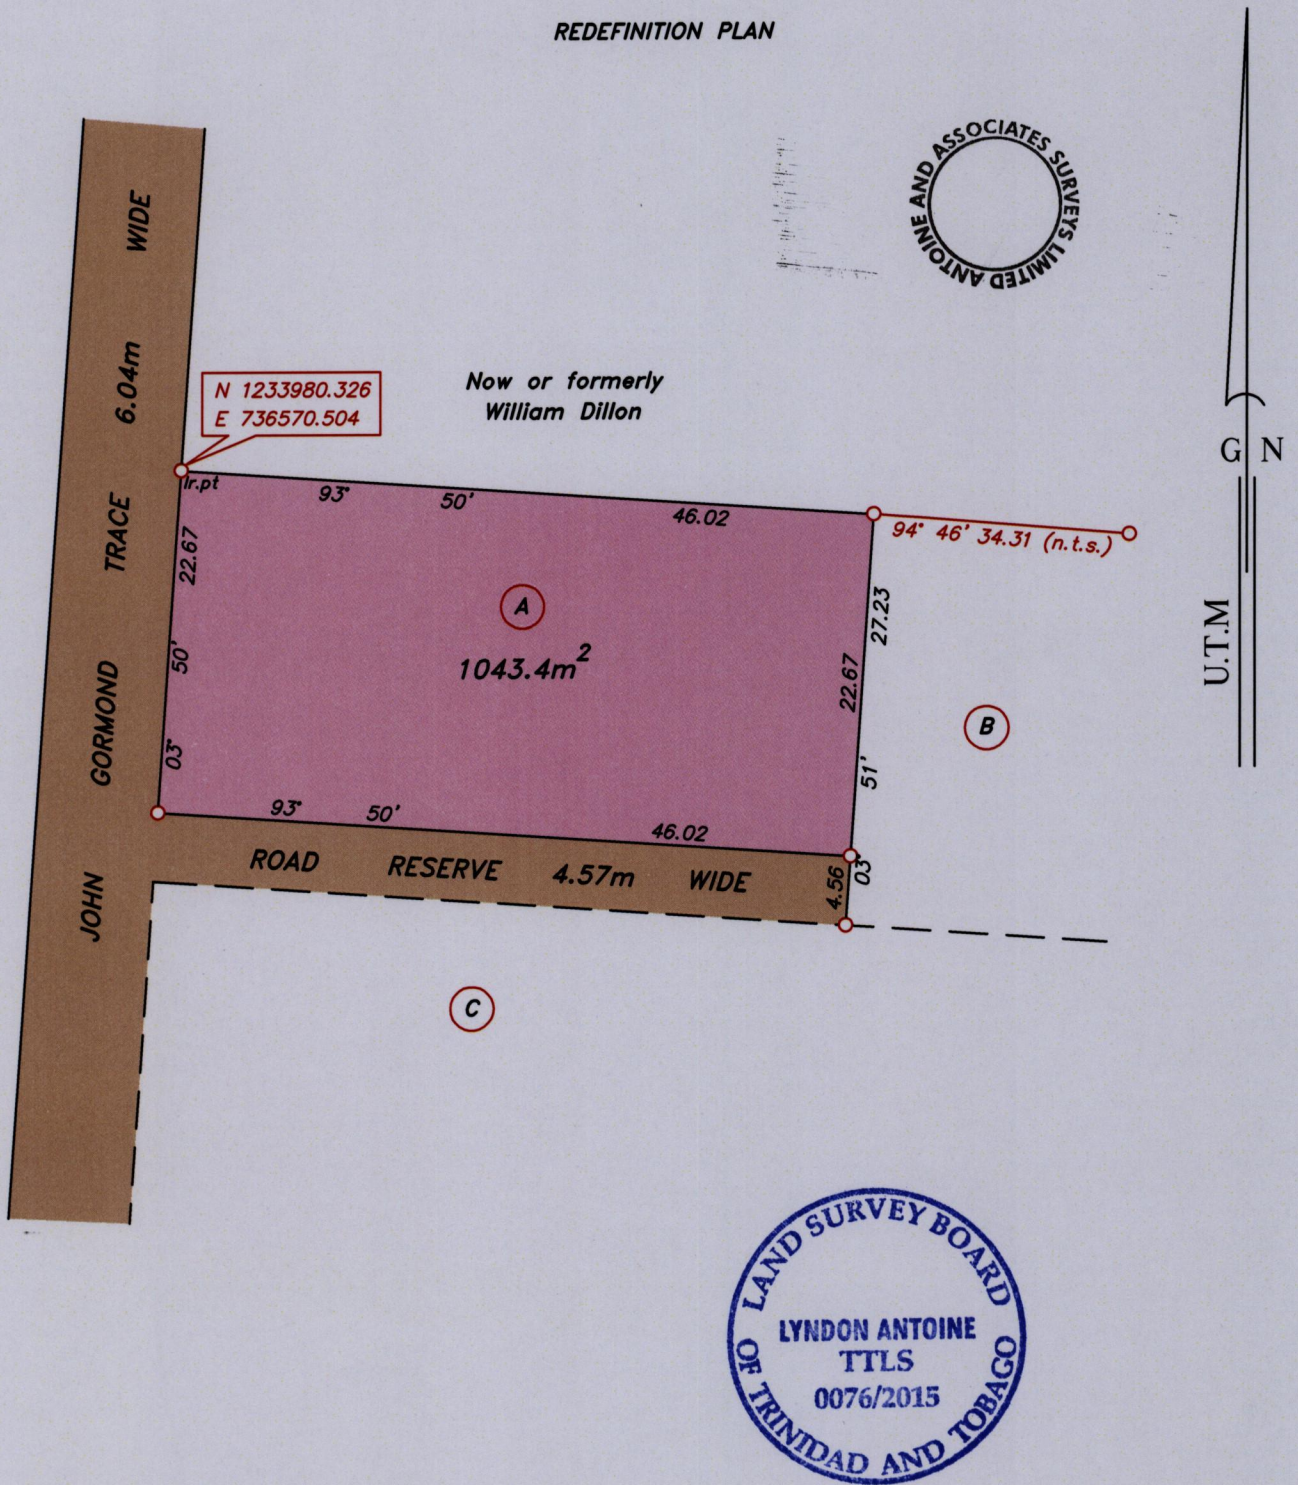 REDEFINITION PLAN
ANTOINE AND ASSOCIATES SURVEYS LIMITED
JOHN GORMOND TRACE 6.04m WIDE
N 1233980.326
E 736570.504
Now or formerly
William Dillon
G N
U.T.M
Ir.pt
93° 50' 46.02
94° 46' 34.31 (n.t.s.)
03° 50' 22.67
A
1043.4m²
27.23
03° 51' 22.67
B
93° 50' 46.02
ROAD RESERVE 4.57m WIDE
4.56
C
LAND SURVEY BOARD
LYNDON ANTOINE
TTLS
0076/2015
OF TRINIDAD AND TOBAGO